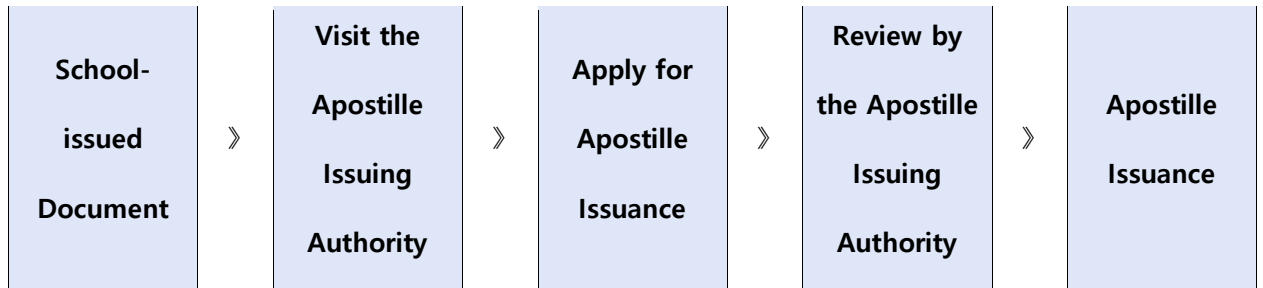 School-
issued
Document
》
Visit the
Apostille
Issuing
Authority
》
Apply for
Apostille
Issuance
》
Review by
the Apostille
Issuing
Authority
》
Apostille
Issuance